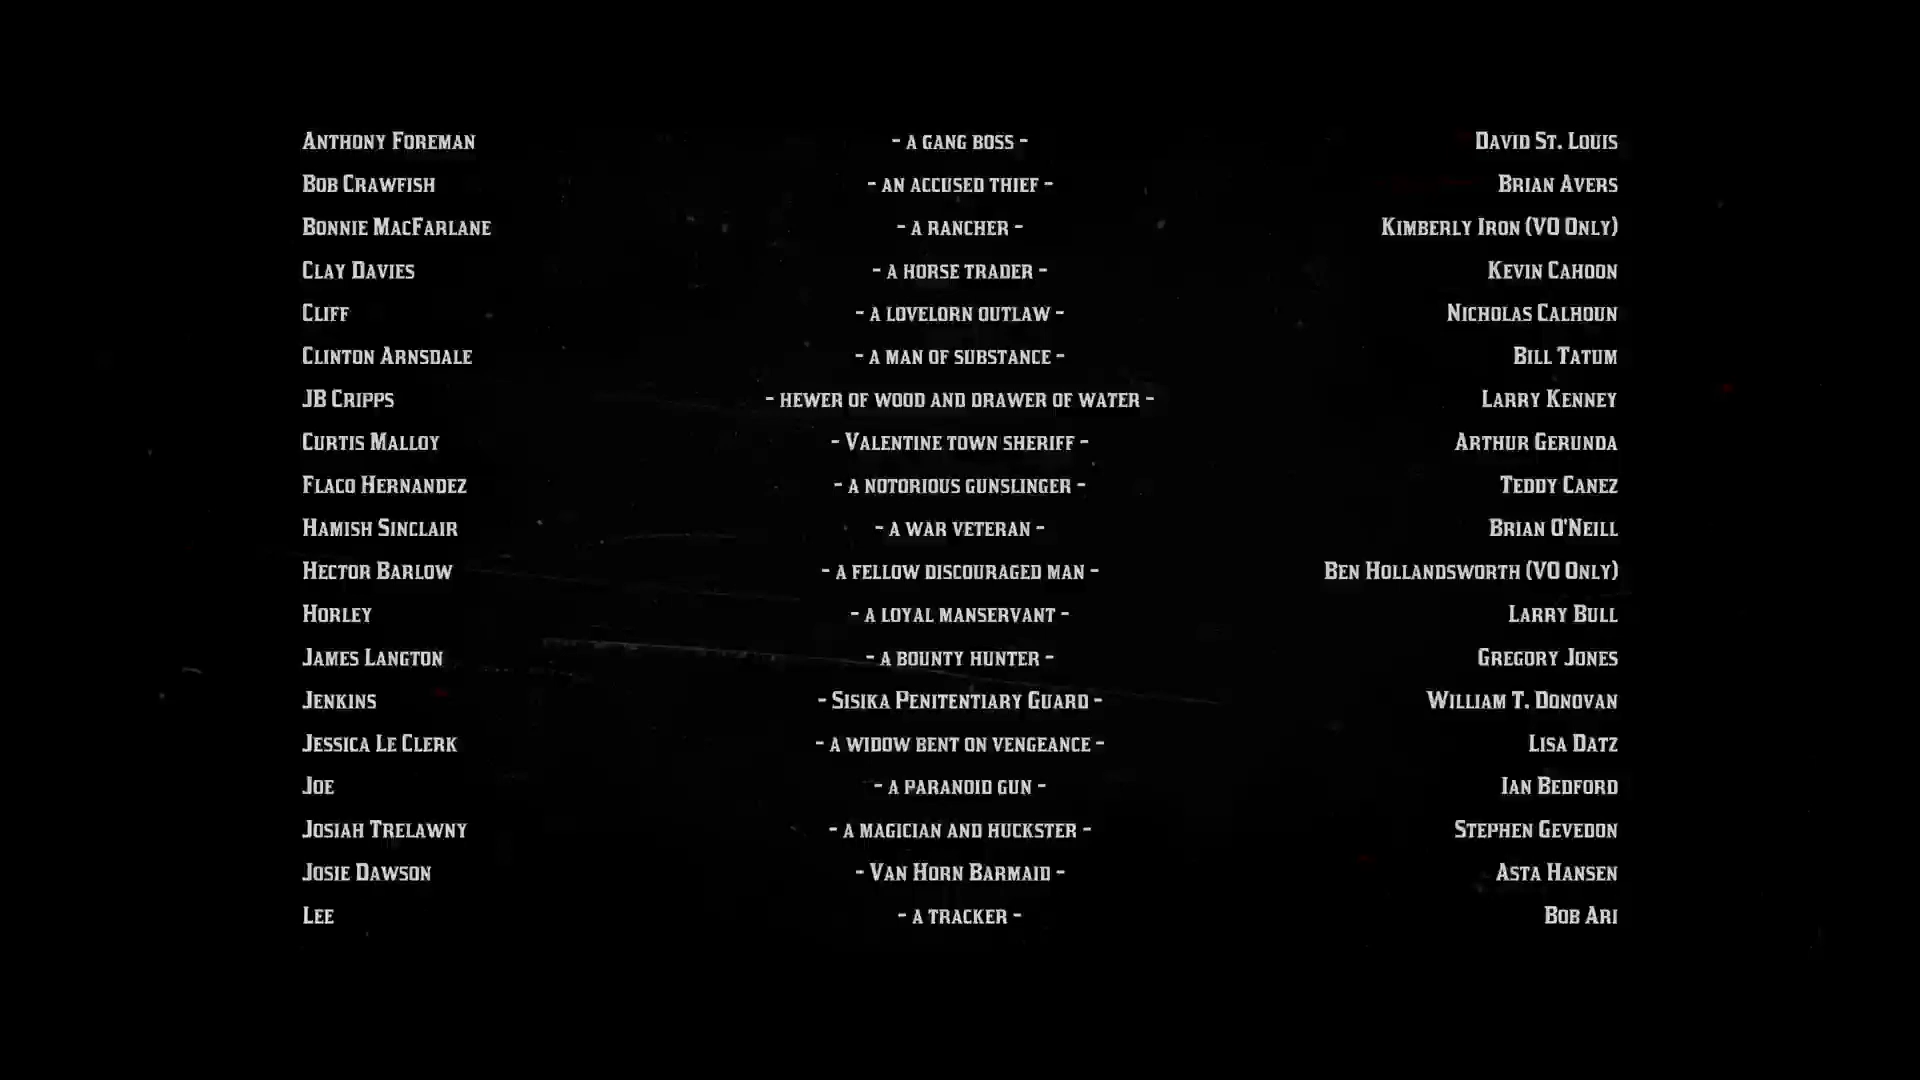 Anthony Foreman - a gang boss - David St. Louis
Bob Crawfish - an accused thief - Brian Avers
Bonnie MacFarlane - a rancher - Kimberly Iron (VO Only)
Clay Davies - a horse trader - Kevin Cahoon
Cliff - a lovelorn outlaw - Nicholas Calhoun
Clinton Arnsdale - a man of substance - Bill Tatum
JB Cripps - hewer of wood and drawer of water - Larry Kenney
Curtis Malloy - Valentine town sheriff - Arthur Gerunda
Flaco Hernandez - a notorious gunslinger - Teddy Canez
Hamish Sinclair - a war veteran - Brian O'Neill
Hector Barlow - a fellow discouraged man - Ben Hollandsworth (VO Only)
Horley - a loyal manservant - Larry Bull
James Langton - a bounty hunter - Gregory Jones
Jenkins - Sisika Penitentiary Guard - William T. Donovan
Jessica Le Clerk - a widow bent on vengeance - Lisa Datz
Joe - a paranoid gun - Ian Bedford
Josiah Trelawny - a magician and huckster - Stephen Gevedon
Josie Dawson - Van Horn Barmaid - Asta Hansen
Lee - a tracker - Bob Ari